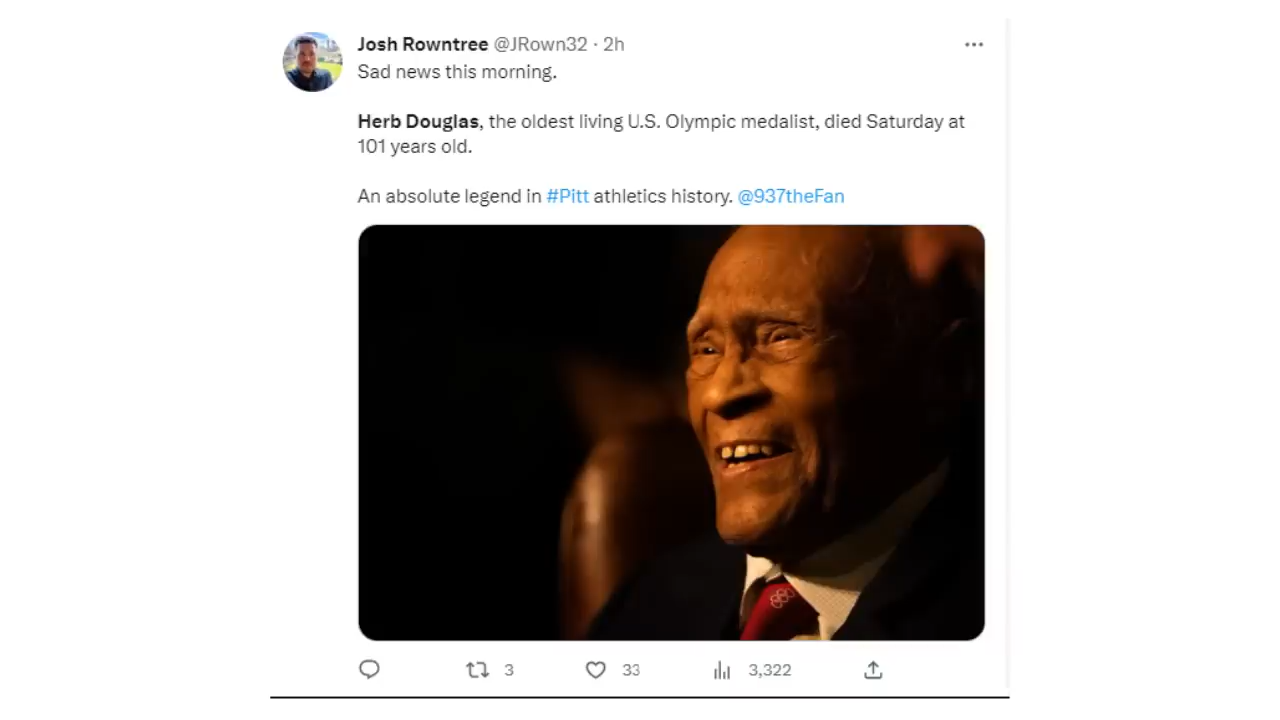 Josh Rowntree @JRown32 · 2h
Sad news this morning.
Herb Douglas, the oldest living U.S. Olympic medalist, died Saturday at
101 years old.
An absolute legend in #Pitt athletics history. @937theFan
3 33 3,322